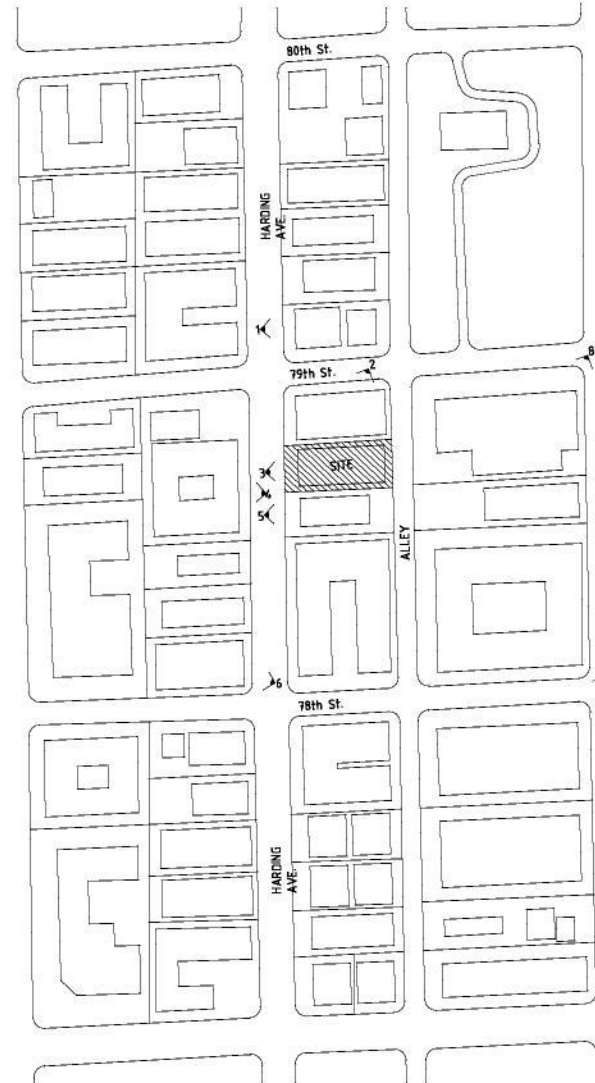 80th St.
HARDING
AVE.
1
79th St.
2
8
SITE
3
4
5
ALLEY
6
78th St.
HARDING
AVE.